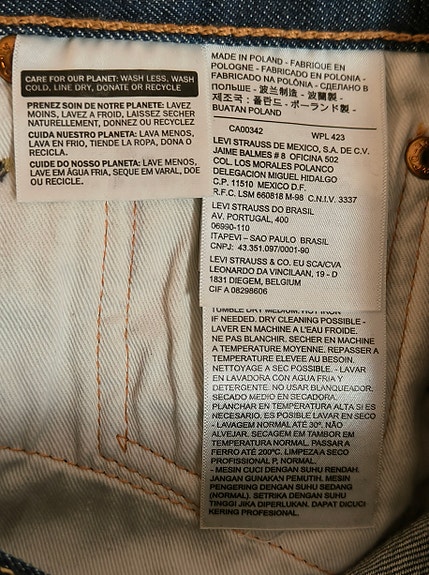 CARE FOR OUR PLANET: WASH LESS, WASH
COLD, LINE DRY, DONATE OR RECYCLE
PRENEZ SOIN DE NOTRE PLANETE: LAVEZ
MOINS, LAVEZ A FROID, LAISSEZ SECHER
NATURELLEMENT, DONNEZ OU RECYCLEZ
CUIDA NUESTRO PLANETA: LAVA MENOS,
LAVA EN FRIO, TIENDE LA ROPA, DONA O
RECICLALO.
CUIDE DO NOSSO PLANETA: LAVE MENOS,
LAVE EM ÁGUA FRIA, SEQUE EM VARAL, DOE
OU RECICLE.
MADE IN POLAND - FABRIQUE EN
POLOGNE - FABRICADO EN POLONIA -
FABRICADO NA POLÔNIA - СДЕЛАНО В
ПОЛЬШЕ - 波兰制造 - 波蘭製 -
제조국 : 폴란드 - ポーランド製 -
BUATAN POLAND
CA00342 WPL 423
LEVI STRAUSS DE MEXICO, S.A. DE C.V.
JAIME BALMES # 8 OFICINA 502
COL. LOS MORALES POLANCO
DELEGACION MIGUEL HIDALGO
C.P. 11510 MEXICO D.F.
R.F.C. LSM 660818 M-98 C.N.I.V. 3337
LEVI STRAUSS DO BRASIL
AV. PORTUGAL, 400
06990-110
ITAPEVI – SAO PAULO BRASIL
CNPJ: 43.351.097/0001-90
LEVI STRAUSS & CO. EU SCA/CVA
LEONARDO DA VINCILAAN, 19 - D
1831 DIEGEM, BELGIUM
CIF A 08298606
TUMBLE DRY MEDIUM. HOT IRON
IF NEEDED. DRY CLEANING POSSIBLE -
LAVER EN MACHINE A L'EAU FROIDE.
NE PAS BLANCHIR. SECHER EN MACHINE
A TEMPERATURE MOYENNE. REPASSER A
TEMPERATURE ELEVEE AU BESOIN.
NETTOYAGE A SEC POSSIBLE. - LAVAR
EN LAVADORA CON AGUA FRIA Y
DETERGENTE. NO USAR BLANQUEADOR.
SECADO MEDIO EN SECADORA.
PLANCHAR EN TEMPERATURA ALTA SI ES
NECESARIO. ES POSIBLE LAVAR EN SECO
- LAVAGEM NORMAL ATÉ 30º. NÃO
ALVEJAR. SECAGEM EM TAMBOR EM
TEMPERATURA NORMAL. PASSAR A
FERRO ATÉ 200ºC. LIMPEZA A SECO
PROFISSIONAL P, NORMAL.
- MESIN CUCI DENGAN SUHU RENDAH.
JANGAN GUNAKAN PEMUTIH. MESIN
PENGERING DENGAN SUHU SEDANG
(NORMAL). SETRIKA DENGAN SUHU
TINGGI JIKA DIPERLUKAN. DAPAT DICUCI
KERING PROFESIONAL.